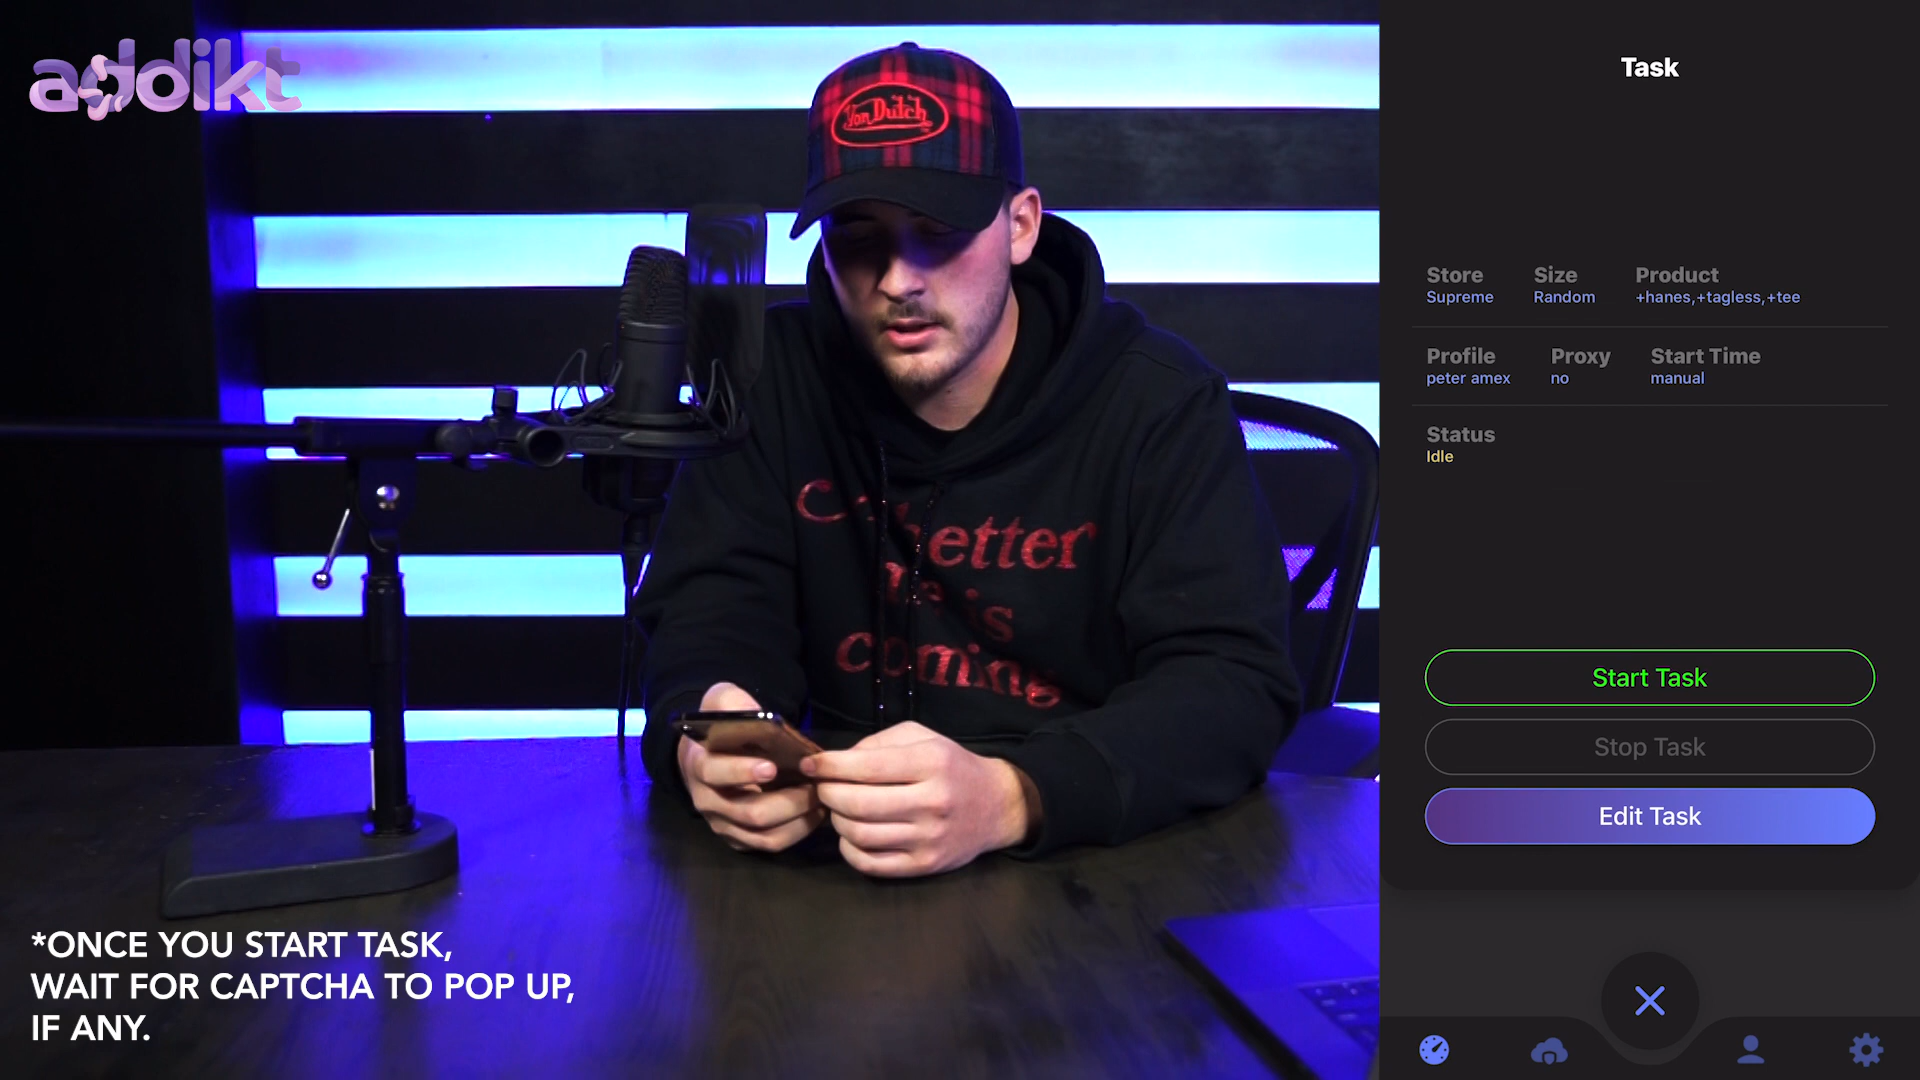 addikt
Von Dutch
better
is
coming
*ONCE YOU START TASK,
WAIT FOR CAPTCHA TO POP UP,
IF ANY.
Task
Store Size Product
Supreme Random +hanes,+tagless,+tee
Profile Proxy Start Time
peter amex no manual
Status
Idle
Start Task
Stop Task
Edit Task